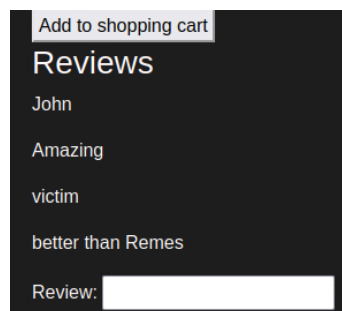 Add to shopping cart
Reviews
John
Amazing
victim
better than Remes
Review: